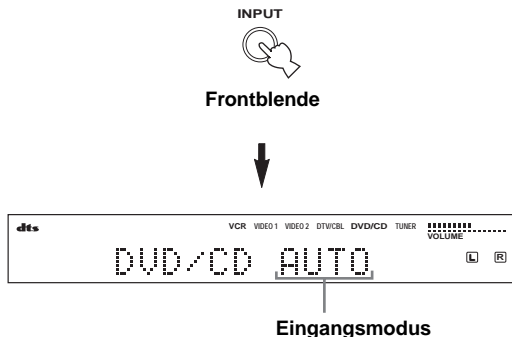 INPUT
Frontblende
dts VCR VIDEO 1 VIDEO 2 DTV/CBL DVD/CD TUNER
VOLUME
DVD/CD AUTO L R
Eingangsmodus